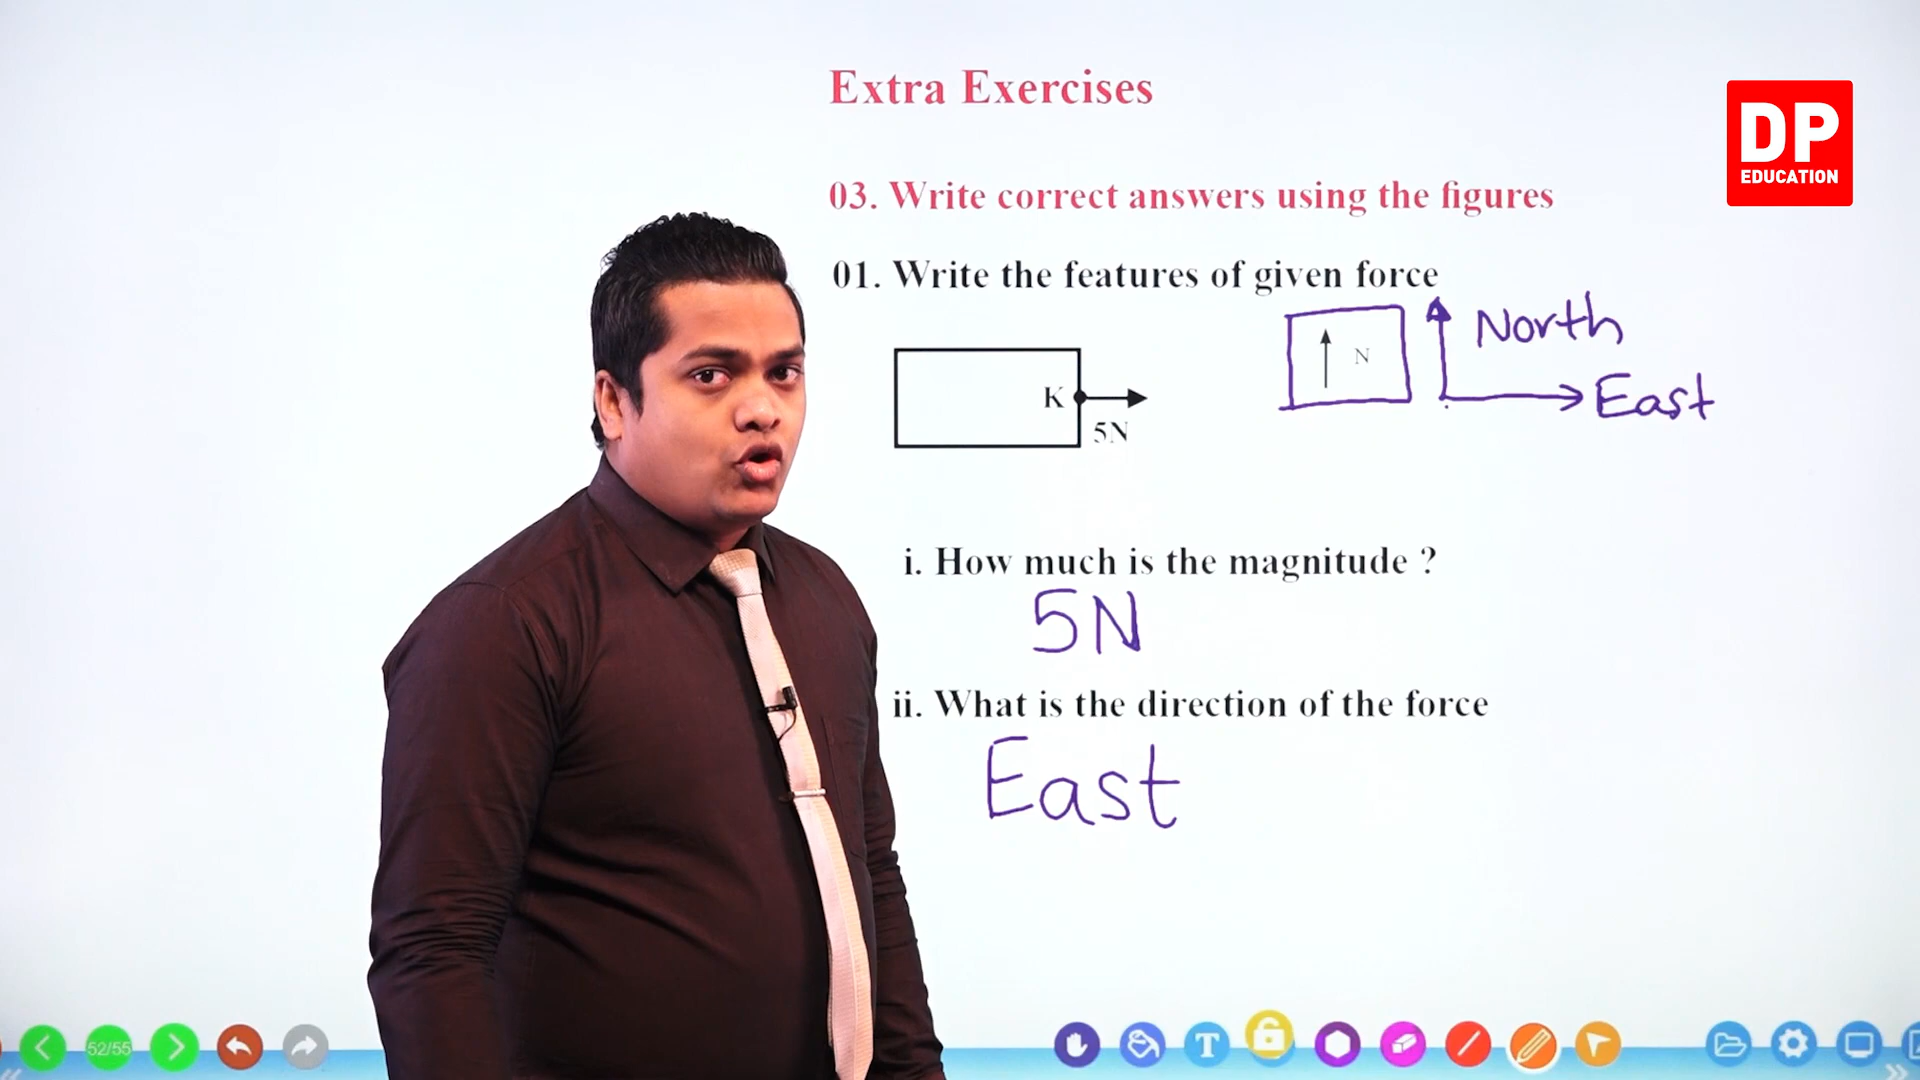 Extra Exercises
DP
EDUCATION
03. Write correct answers using the figures
01. Write the features of given force
N
North
East
K
5N
i. How much is the magnitude ?
5N
ii. What is the direction of the force
East
52/55
T